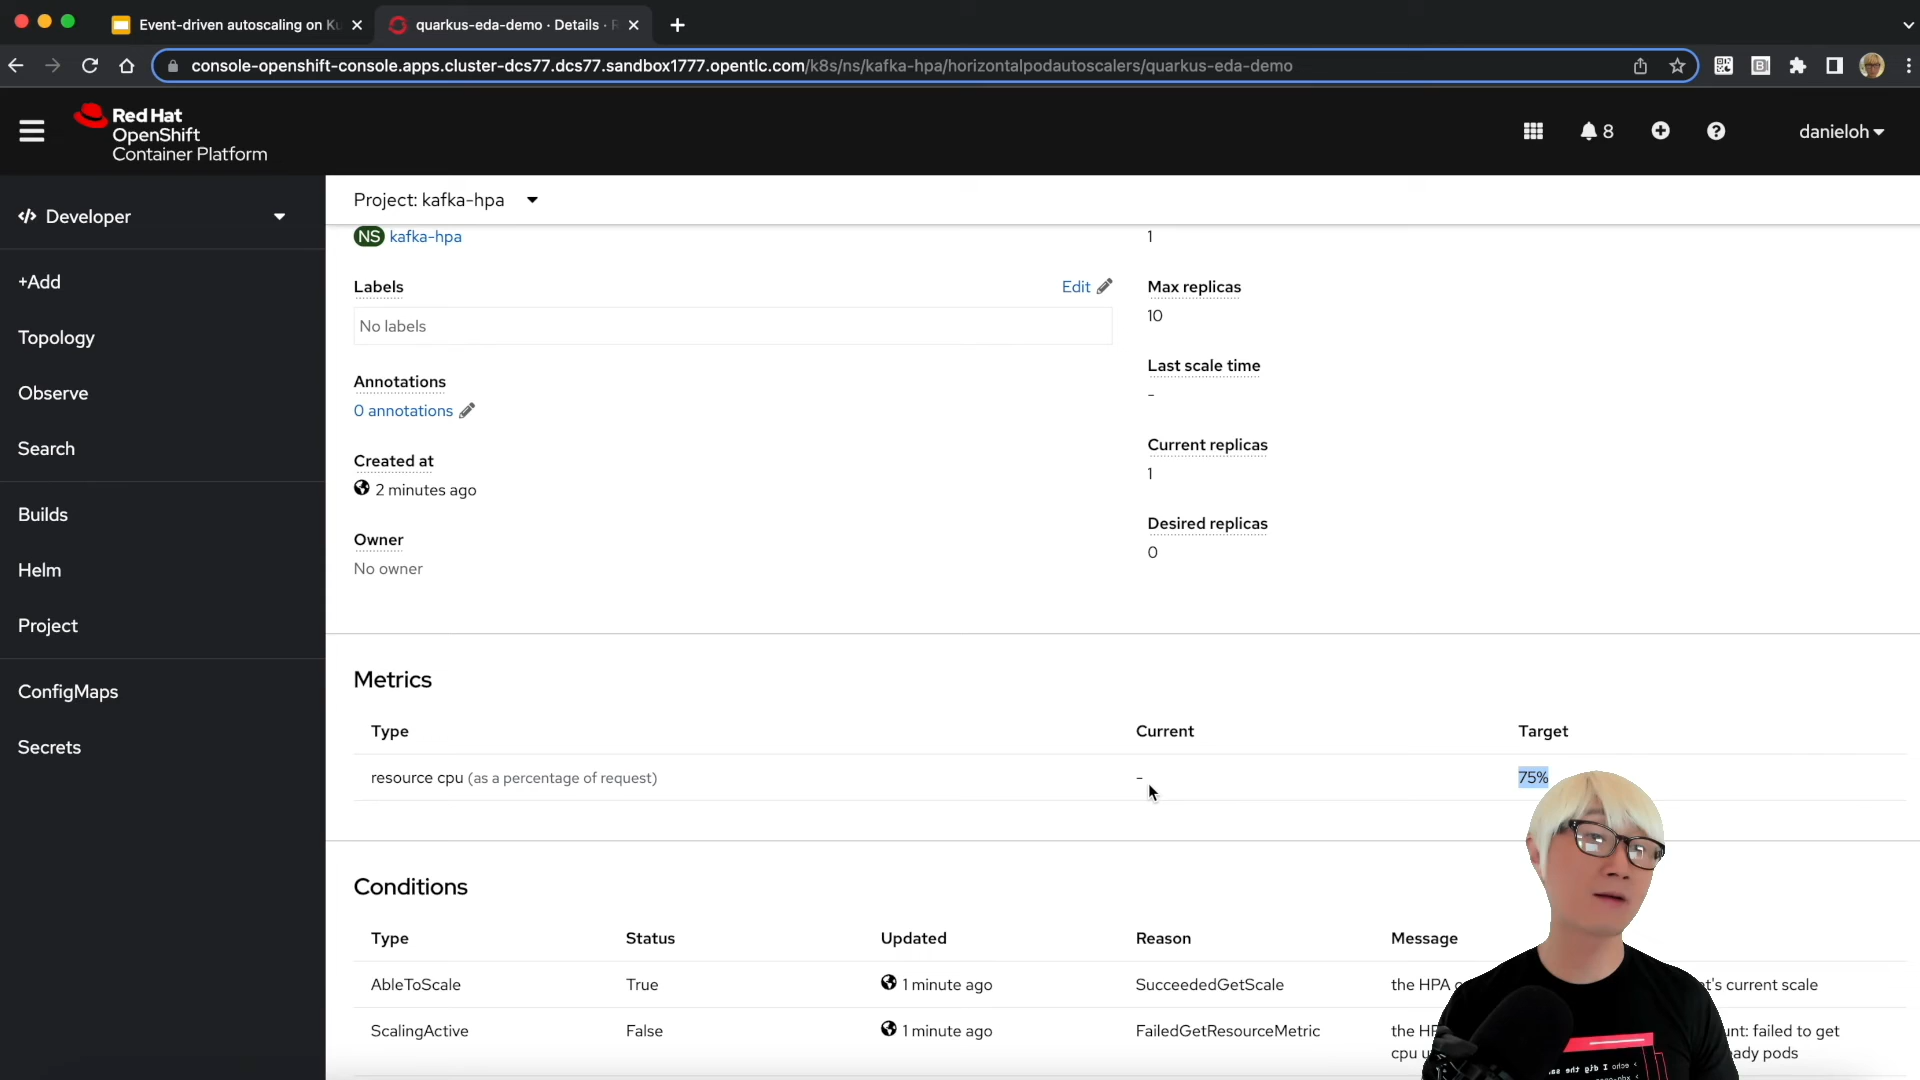 Event-driven autoscaling on Ku
quarkus-eda-demo · Details ·
console-openshift-console.apps.cluster-dcs77.dcs77.sandbox1777.opentlc.com/k8s/ns/kafka-hpa/horizontalpodautoscalers/quarkus-eda-demo
Red Hat
OpenShift
Container Platform
8
danieloh
Developer
+Add
Topology
Observe
Search
Builds
Helm
Project
ConfigMaps
Secrets
Project: kafka-hpa
NS kafka-hpa
1
Labels
Edit
No labels
Max replicas
10
Annotations
0 annotations
Last scale time
-
Created at
2 minutes ago
Current replicas
1
Owner
No owner
Desired replicas
0
Metrics
Type Current Target
resource cpu (as a percentage of request) - 75%
Conditions
Type Status Updated Reason Message
AbleToScale True 1 minute ago SucceededGetScale the HPA 's current scale
ScalingActive False 1 minute ago FailedGetResourceMetric the failed to get
cpu pods